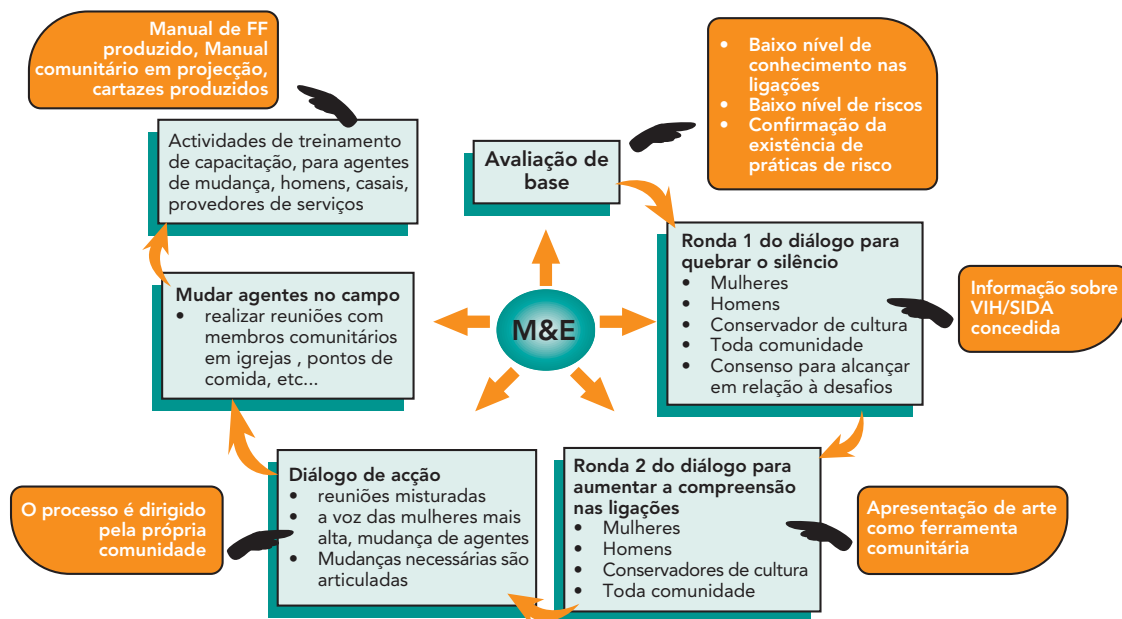 Manual de FF
produzido, Manual
comunitário em projecção,
cartazes produzidos
• Baixo nível de
conhecimento nas
ligações
• Baixo nível de riscos
• Confirmação da
existência de
práticas de risco
Actividades de treinamento
de capacitação, para agentes
de mudança, homens, casais,
provedores de serviços
Avaliação de
base
Ronda 1 do diálogo para
quebrar o silêncio
• Mulheres
• Homens
• Conservador de cultura
• Toda comunidade
• Consenso para alcançar
em relação à desafios
Informação sobre
VIH/SIDA
concedida
Mudar agentes no campo
• realizar reuniões com
membros comunitários
em igrejas , pontos de
comida, etc...
M&E
Diálogo de acção
• reuniões misturadas
• a voz das mulheres mais
alta, mudança de agentes
• Mudanças necessárias são
articuladas
Ronda 2 do diálogo para
aumentar a compreensão
nas ligações
• Mulheres
• Homens
• Conservadores de cultura
• Toda comunidade
O processo é dirigido
pela própria
comunidade
Apresentação de arte
como ferramenta
comunitária